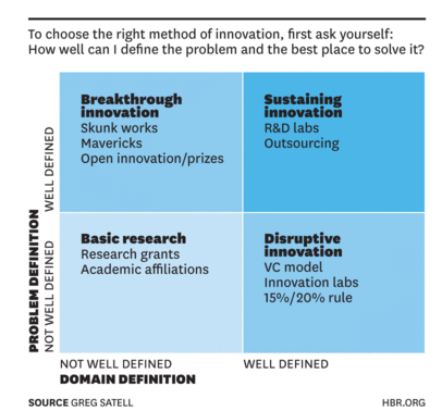 To choose the right method of innovation, first ask yourself:
How well can I define the problem and the best place to solve it?
Breakthrough
innovation
Skunk works
Mavericks
Open innovation/prizes
Sustaining
innovation
R&D labs
Outsourcing
WELL DEFINED
Basic research
Research grants
Academic affiliations
Disruptive
innovation
VC model
Innovation labs
15%/20% rule
NOT WELL DEFINED
PROBLEM DEFINITION
NOT WELL DEFINED
WELL DEFINED
DOMAIN DEFINITION
SOURCE GREG SATELL
HBR.ORG